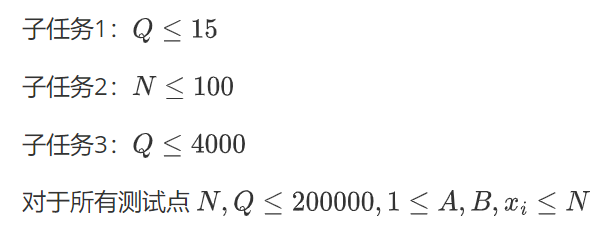 子任务1：Q ≤ 15
子任务2：N ≤ 100
子任务3：Q ≤ 4000
对于所有测试点 N, Q ≤ 200000, 1 ≤ A, B, xᵢ ≤ N